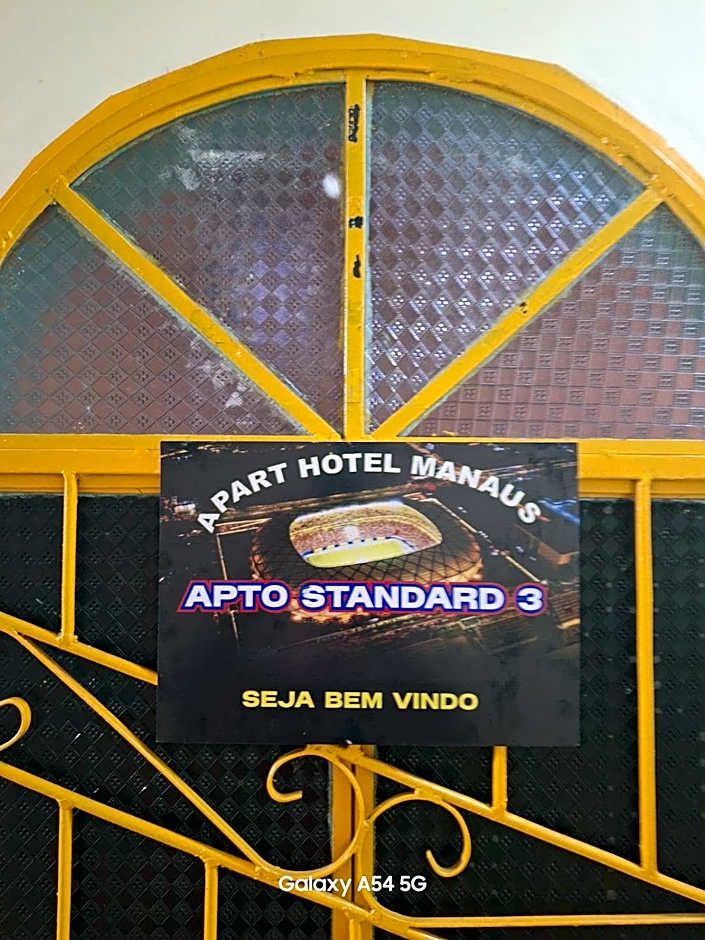 APART HOTEL MANAUS
APTO STANDARD 3
SEJA BEM VINDO
Galaxy A54 5G